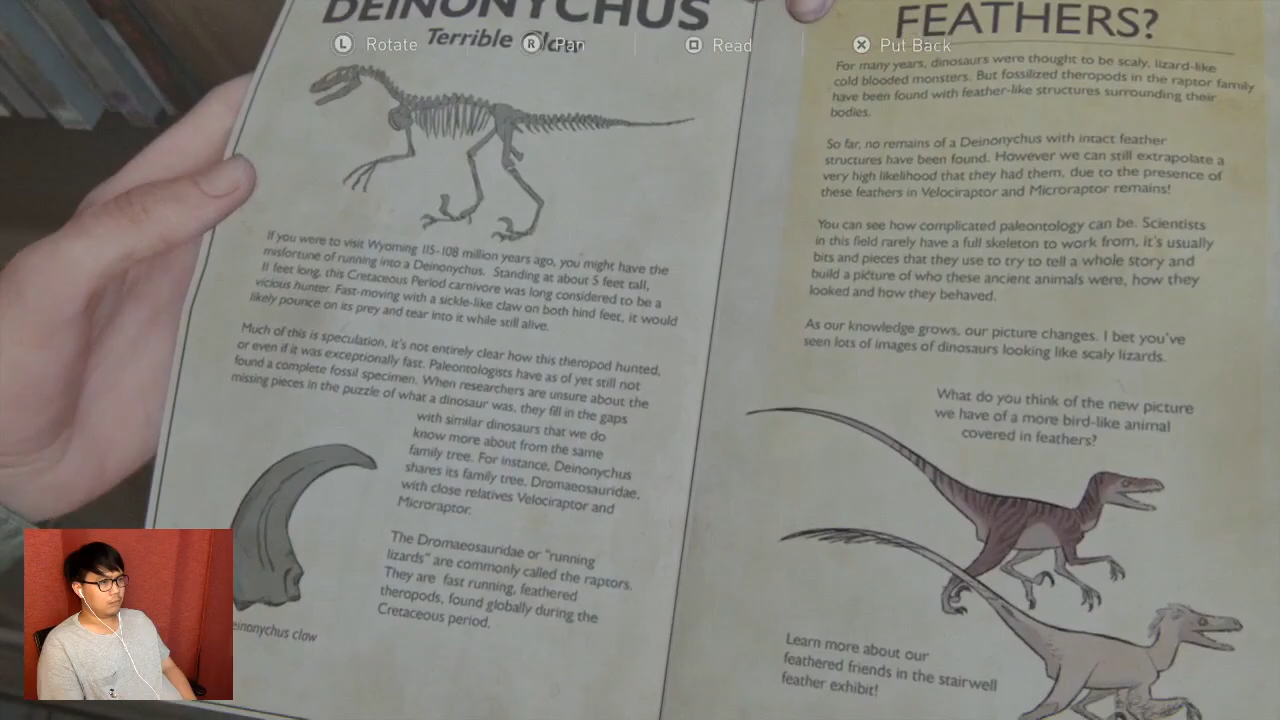 DEINONYCHUS
Terrible Claw
L Rotate
R Pan
Read
Put Back
If you were to visit Wyoming 115-108 million years ago, you might have the
misfortune of running into a Deinonychus. Standing at about 5 feet tall,
11 feet long, this Cretaceous Period carnivore was long considered to be a
vicious hunter. Fast-moving with a sickle-like claw on both hind feet, it would
likely pounce on its prey and tear into it while still alive.
Much of this is speculation, it's not entirely clear how this theropod hunted,
or even if it was exceptionally fast. Paleontologists have as of yet still not
found a complete fossil specimen. When researchers are unsure about the
missing pieces in the puzzle of what a dinosaur was, they fill in the gaps
with similar dinosaurs that we do
know more about from the same
family tree. For instance, Deinonychus
shares its family tree, Dromaeosauridae,
with close relatives Velociraptor and
Microraptor.
The Dromaeosauridae or "running
lizards" are commonly called the raptors.
They are fast running, feathered
theropods, found globally during the
Cretaceous period.
einonychus claw
FEATHERS?
For many years, dinosaurs were thought to be scaly, lizard-like
cold blooded monsters. But fossilized theropods in the raptor family
have been found with feather-like structures surrounding their
bodies.
So far, no remains of a Deinonychus with intact feather
structures have been found. However we can still extrapolate a
very high likelihood that they had them, due to the presence of
these feathers in Velociraptor and Microraptor remains!
You can see how complicated paleontology can be. Scientists
in this field rarely have a full skeleton to work from, it's usually
bits and pieces that they use to try to tell a whole story and
build a picture of who these ancient animals were, how they
looked and how they behaved.
As our knowledge grows, our picture changes. I bet you've
seen lots of images of dinosaurs looking like scaly lizards.
What do you think of the new picture
we have of a more bird-like animal
covered in feathers?
Learn more about our
feathered friends in the stairwell
feather exhibit!